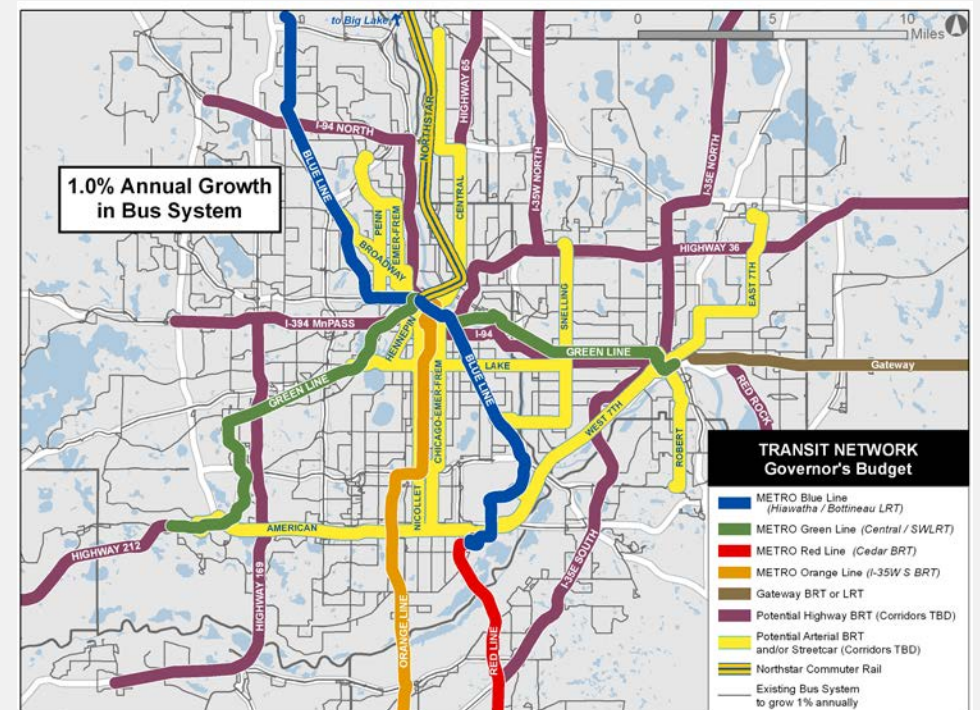 to Big Lake
0
10
Miles
HIGHWAY 65
I-94 NORTH
NORTHSTAR
I-35W NORTH
I-35E NORTH
BLUE LINE
1.0% Annual Growth
in Bus System
CENTRAL
PENN
EMER-FREM
BROADWAY
HIGHWAY 36
EAST 7TH
SNELLING
I-394 MnPASS
HENNEPIN
I-94
GREEN LINE
LAKE
BLUE LINE
Gateway
GREEN LINE
CHICAGO-EMER-FREM
WEST 7TH
RED ROCK
ROBERT
NICOLLET
AMERICAN
HIGHWAY 212
HIGHWAY 169
I-35E SOUTH
ORANGE LINE
RED LINE
TRANSIT NETWORK
Governor's Budget
METRO Blue Line
(Hiawatha / Bottineau LRT)
METRO Green Line (Central / SWLRT)
METRO Red Line (Cedar BRT)
METRO Orange Line (I-35W S BRT)
Gateway BRT or LRT
Potential Highway BRT (Corridors TBD)
Potential Arterial BRT
and/or Streetcar (Corridors TBD)
Northstar Commuter Rail
Existing Bus System
to grow 1% annually